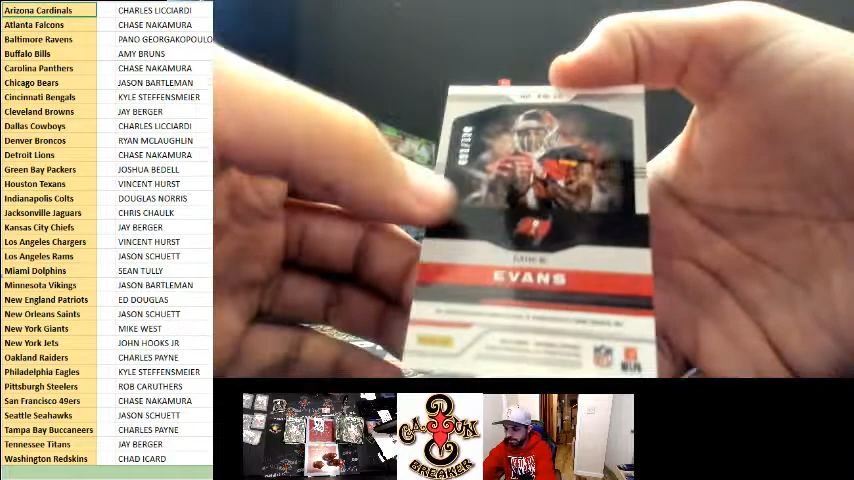 Arizona Cardinals CHARLES LICCIARDI
Atlanta Falcons CHASE NAKAMURA
Baltimore Ravens PANO GEORGAKOPOULO
Buffalo Bills AMY BRUNS
Carolina Panthers CHASE NAKAMURA
Chicago Bears JASON BARTLEMAN
Cincinnati Bengals KYLE STEFFENSMEIER
Cleveland Browns JAY BERGER
Dallas Cowboys CHARLES LICCIARDI
Denver Broncos RYAN MCLAUGHLIN
Detroit Lions CHASE NAKAMURA
Green Bay Packers JOSHUA BEDELL
Houston Texans VINCENT HURST
Indianapolis Colts DOUGLAS NORRIS
Jacksonville Jaguars CHRIS CHAULK
Kansas City Chiefs JAY BERGER
Los Angeles Chargers VINCENT HURST
Los Angeles Rams JASON SCHUETT
Miami Dolphins SEAN TULLY
Minnesota Vikings JASON BARTLEMAN
New England Patriots ED DOUGLAS
New Orleans Saints JASON SCHUETT
New York Giants MIKE WEST
New York Jets JOHN HOOKS JR
Oakland Raiders CHARLES PAYNE
Philadelphia Eagles KYLE STEFFENSMEIER
Pittsburgh Steelers ROB CARUTHERS
San Francisco 49ers CHASE NAKAMURA
Seattle Seahawks JASON SCHUETT
Tampa Bay Buccaneers CHARLES PAYNE
Tennessee Titans JAY BERGER
Washington Redskins CHAD ICARD
EVANS
CAJUN
BREAKER